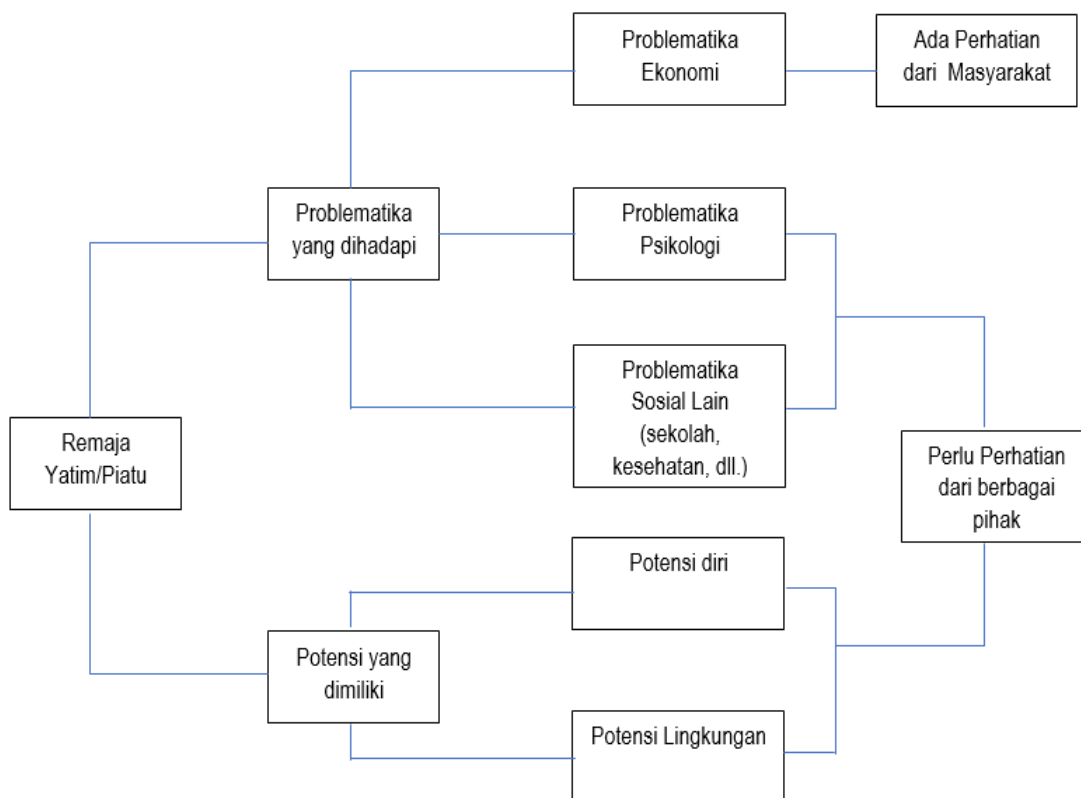 Problematika
Ekonomi
Ada Perhatian
dari Masyarakat
Problematika
yang dihadapi
Problematika
Psikologi
Problematika
Sosial Lain
(sekolah,
kesehatan, dll.)
Remaja
Yatim/Piatu
Perlu Perhatian
dari berbagai
pihak
Potensi diri
Potensi yang
dimiliki
Potensi Lingkungan